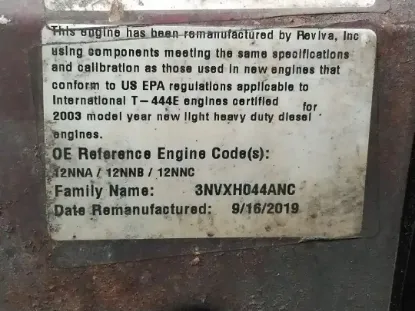 This engine has been remanufactured by Reviva, Inc
using components meeting the same specifications
and calibration as those used in new engines that
conform to US EPA regulations applicable to
International T-444E engines certified for
2003 model year new light heavy duty diesel
engines.
OE Reference Engine Code(s):
12NNA / 12NNB / 12NNC
Family Name: 3NVXH044ANC
Date Remanufactured: 9/16/2019